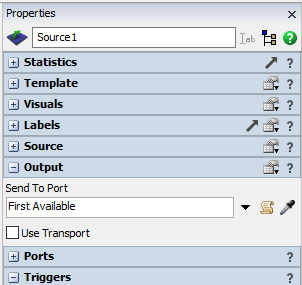 Properties
Source1
Statistics ?
Template ?
Visuals ?
Labels ?
Source ?
Output ?
Send To Port
First Available
Use Transport
Ports ?
Triggers ?